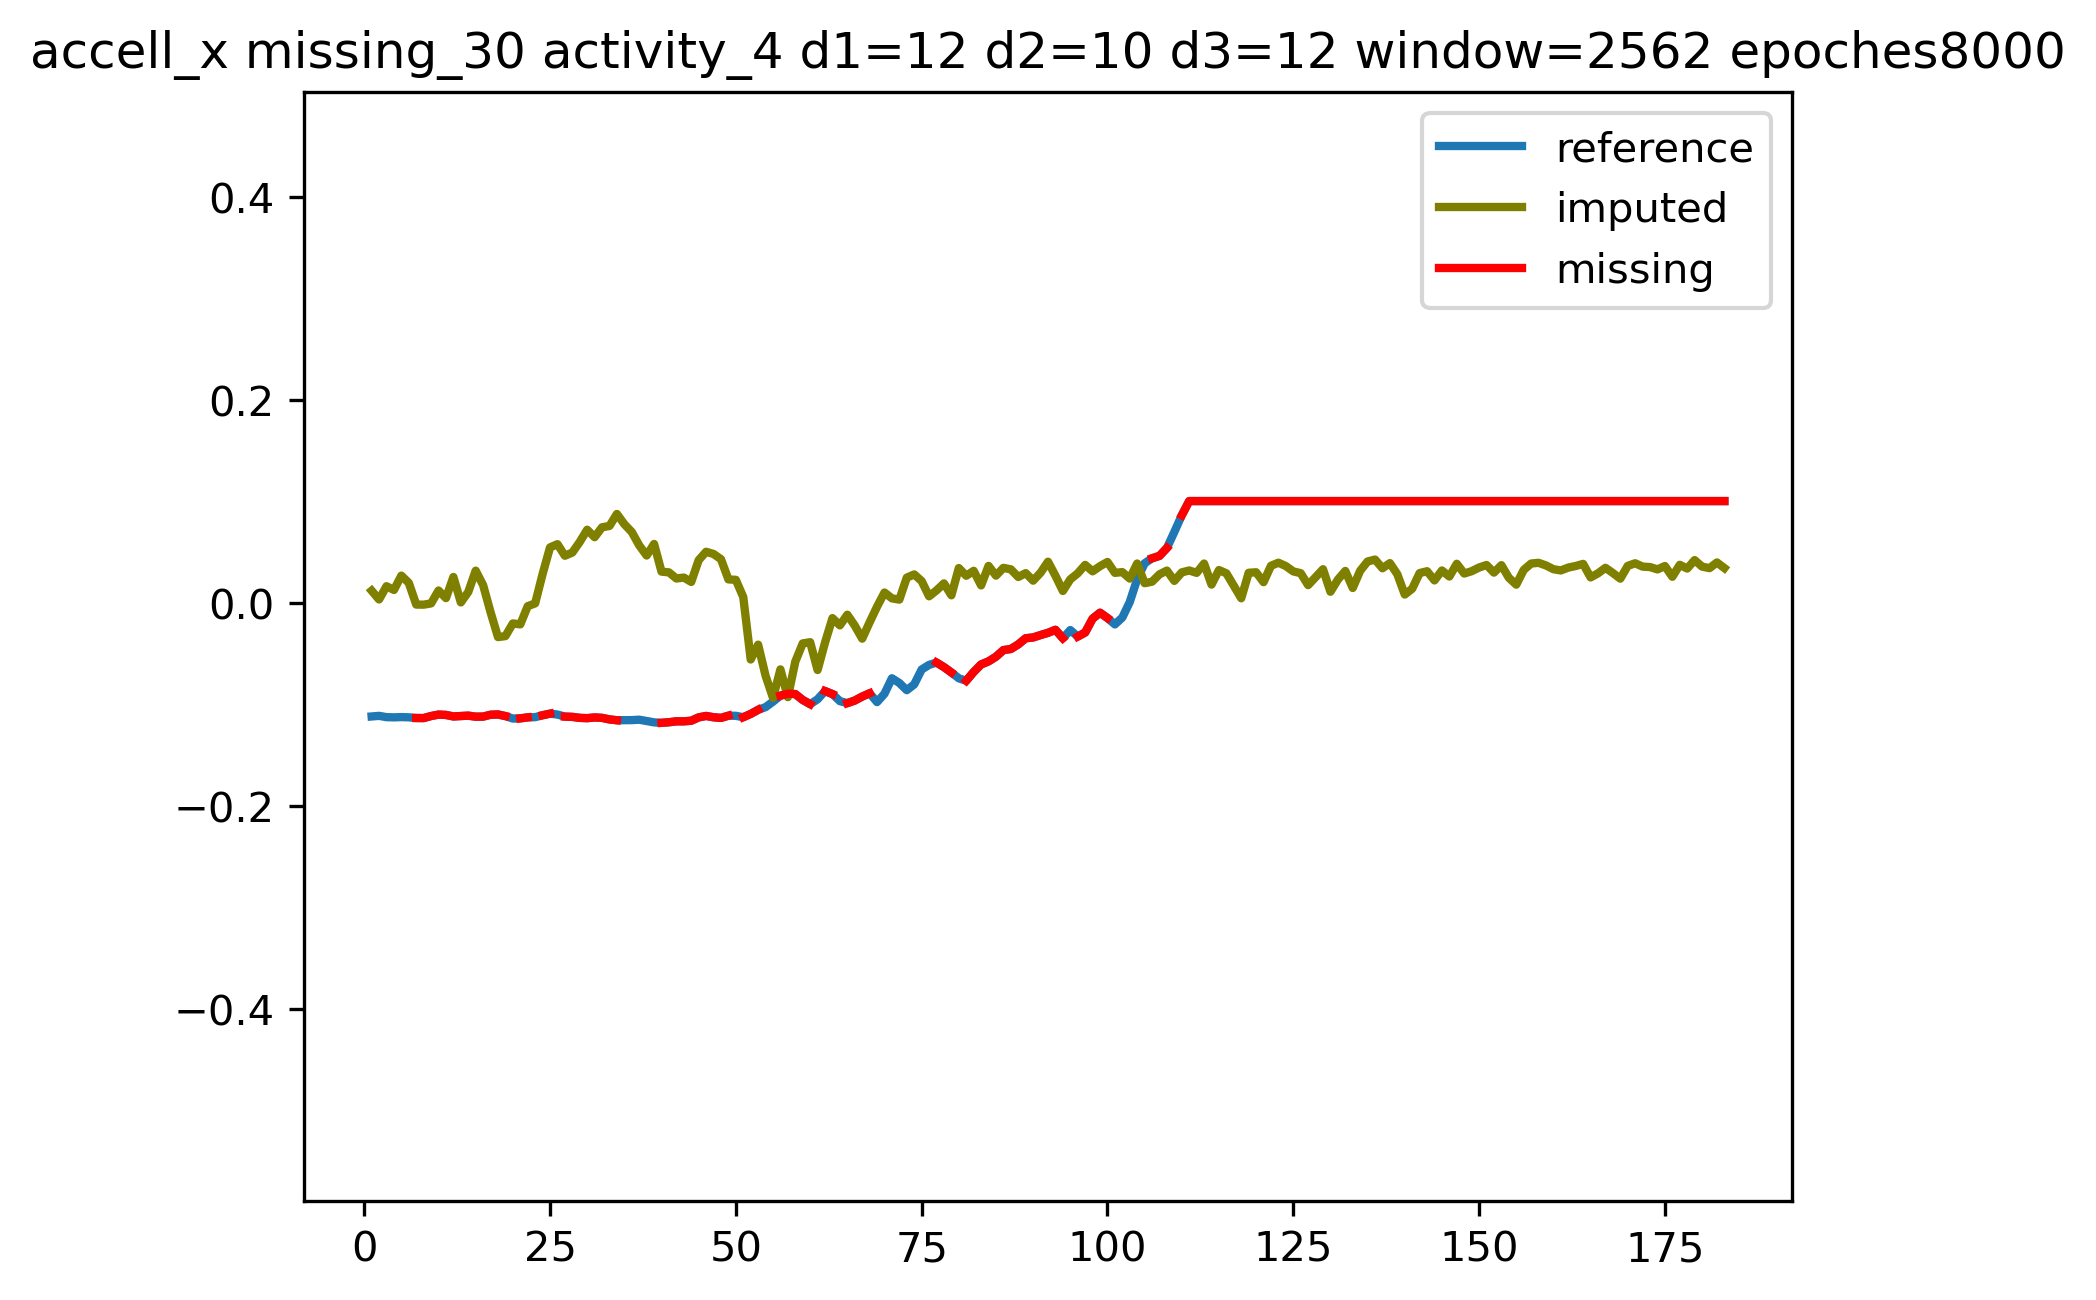 accell_x missing_30 activity_4 d1=12 d2=10 d3=12 window=2562 epoches8000
reference
imputed
missing
0.4
0.2
0.0
−0.2
−0.4
0 25 50 75 100 125 150 175